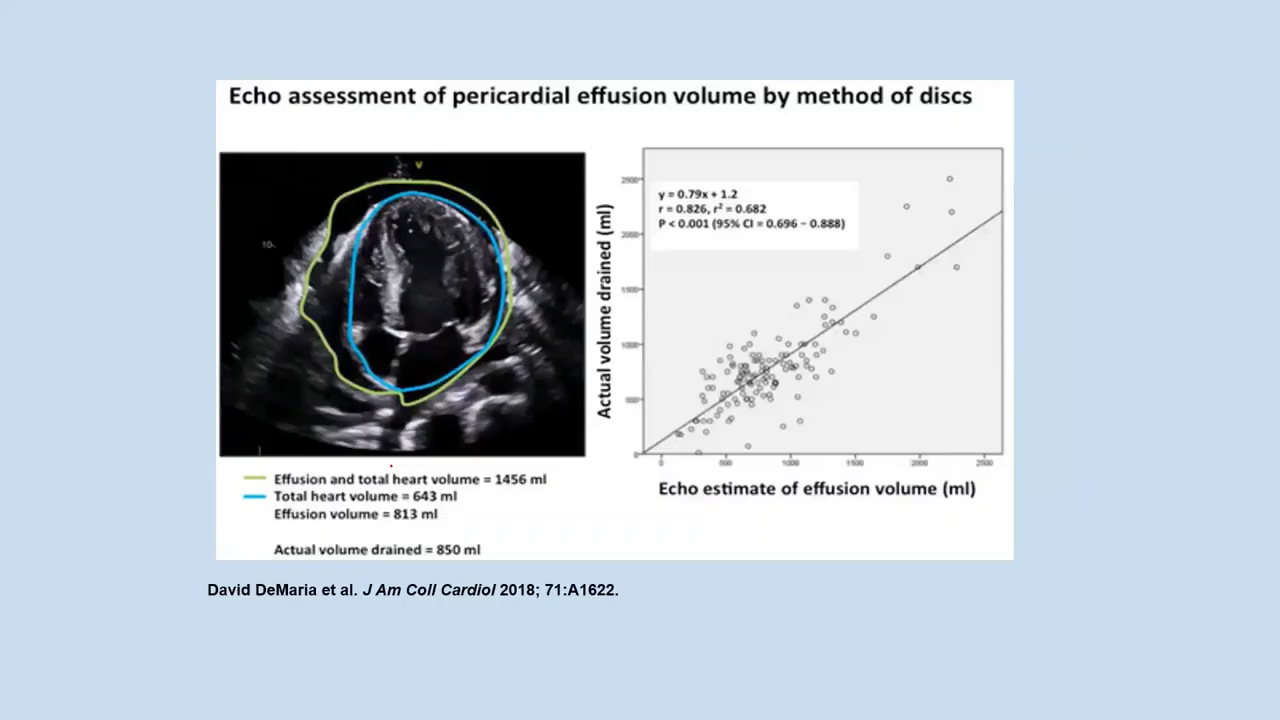 Echo assessment of pericardial effusion volume by method of discs
V
10
y = 0.79x + 1.2
r = 0.826, r² = 0.682
P < 0.001 (95% CI = 0.696 – 0.888)
Actual volume drained (ml)
2500
2000
1500
1000
500
0
0 500 1000 1500 2000 2500
Echo estimate of effusion volume (ml)
Effusion and total heart volume = 1456 ml
Total heart volume = 643 ml
Effusion volume = 813 ml
Actual volume drained = 850 ml
David DeMaria et al. J Am Coll Cardiol 2018; 71:A1622.